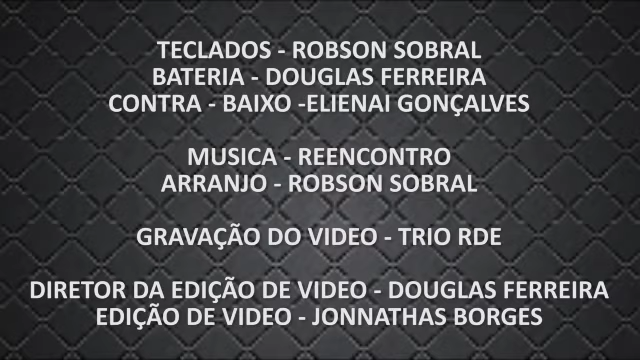 TECLADOS - ROBSON SOBRAL
BATERIA - DOUGLAS FERREIRA
CONTRA - BAIXO -ELIENAI GONÇALVES
MUSICA - REENCONTRO
ARRANJO - ROBSON SOBRAL
GRAVAÇÃO DO VIDEO - TRIO RDE
DIRETOR DA EDIÇÃO DE VIDEO - DOUGLAS FERREIRA
EDIÇÃO DE VIDEO - JONNATHAS BORGES